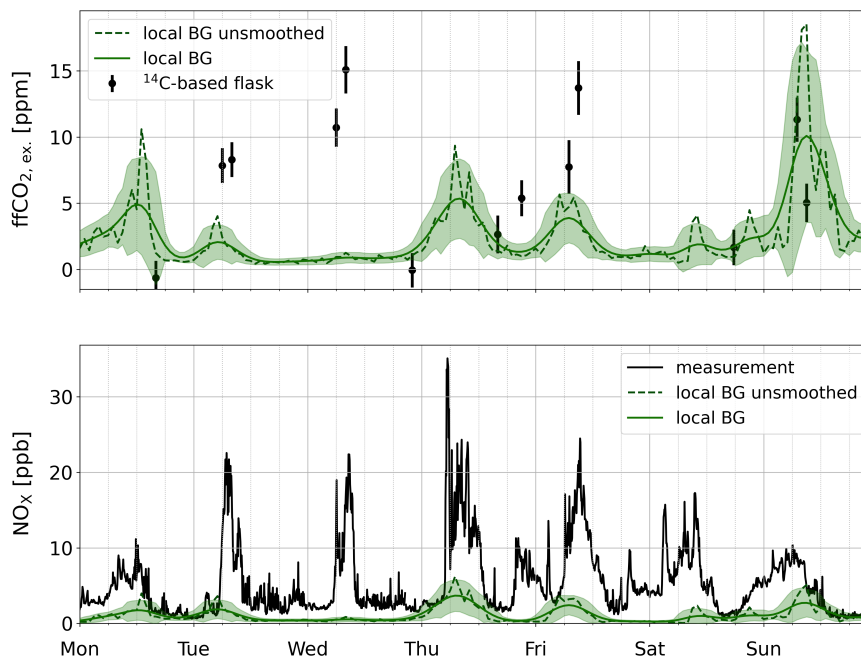 ffCO2, ex. [ppm]
15
10
5
0
local BG unsmoothed
local BG
14C-based flask
NOX [ppb]
30
20
10
0
measurement
local BG unsmoothed
local BG
Mon Tue Wed Thu Fri Sat Sun